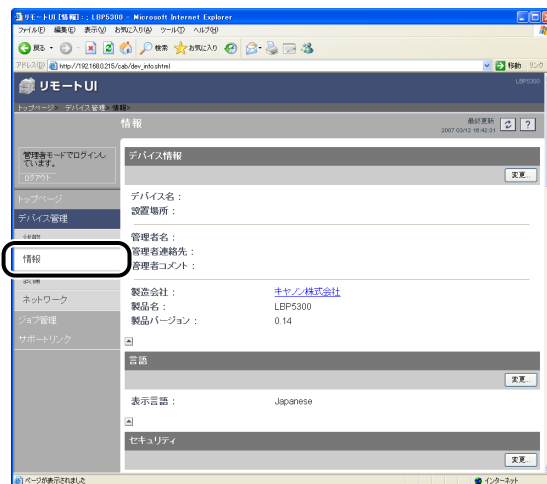 リモートUI [情報] : ; LBP5300 - Microsoft Internet Explorer
ファイル(F) 編集(E) 表示(V) お気に入り(A) ツール(T) ヘルプ(H)
戻る 検索 お気に入り
アドレス(D) http://192.168.0.215/cab/dev_info.shtml 移動 リンク
リモートUI LBP5300
トップページ> デバイス管理> 情報>
情報 最終更新
2007 03/12 16:42:31
管理者モードでログインしています。
ログアウト
トップページ
デバイス管理
状態
情報
装備
ネットワーク
ジョブ管理
サポートリンク
デバイス情報
変更...
デバイス名 :
設置場所 :
管理者名 :
管理者連絡先 :
管理者コメント :
製造会社 : キヤノン株式会社
製品名 : LBP5300
製品バージョン : 0.14
言語
変更...
表示言語 : Japanese
セキュリティ
変更...
ページが表示されました インターネット